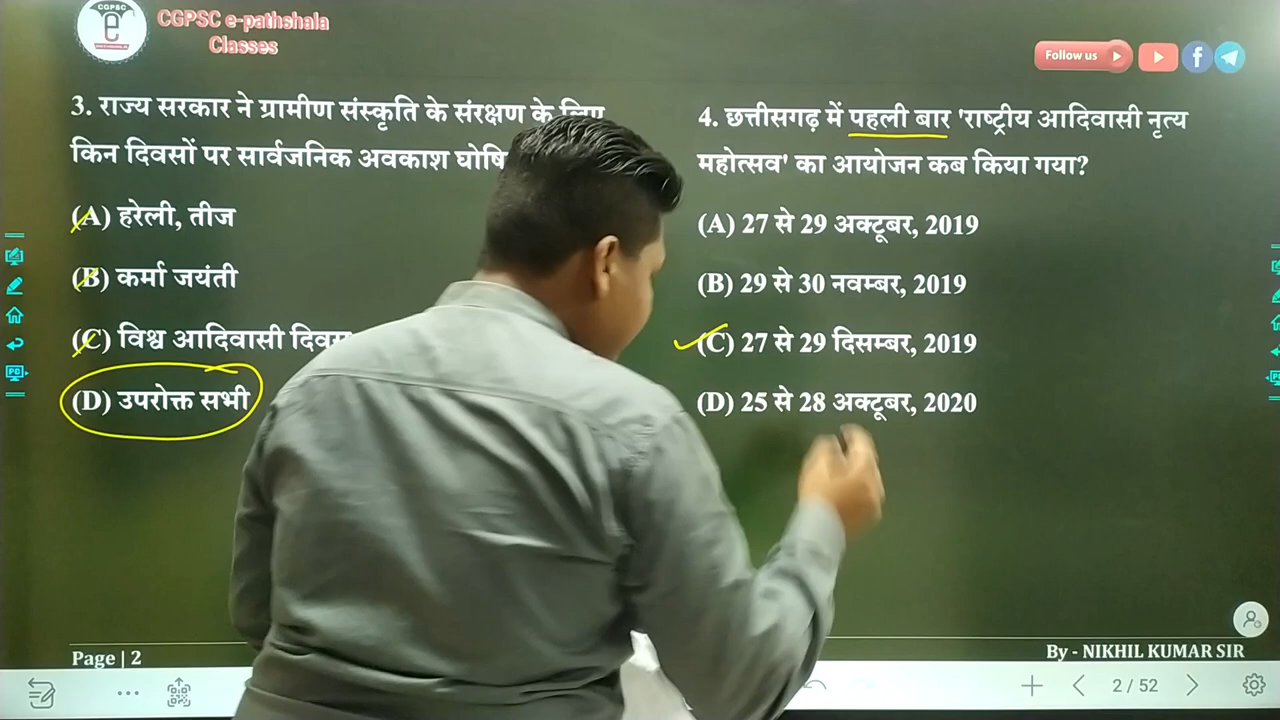 CGPSC
e
CGPSC e-pathshala
Classes
Follow us
3. राज्य सरकार ने ग्रामीण संस्कृति के संरक्षण के लिए
किन दिवसों पर सार्वजनिक अवकाश
(A) हरेली, तीज
(B) कर्मा जयंती
(C) विश्व आदिवासी दिवस
(D) उपरोक्त सभी
4. छत्तीसगढ़ में पहली बार 'राष्ट्रीय आदिवासी नृत्य
महोत्सव' का आयोजन कब किया गया?
(A) 27 से 29 अक्टूबर, 2019
(B) 29 से 30 नवम्बर, 2019
(C) 27 से 29 दिसम्बर, 2019
(D) 25 से 28 अक्टूबर, 2020
PC
Page | 2
By - NIKHIL KUMAR SIR
2 / 52